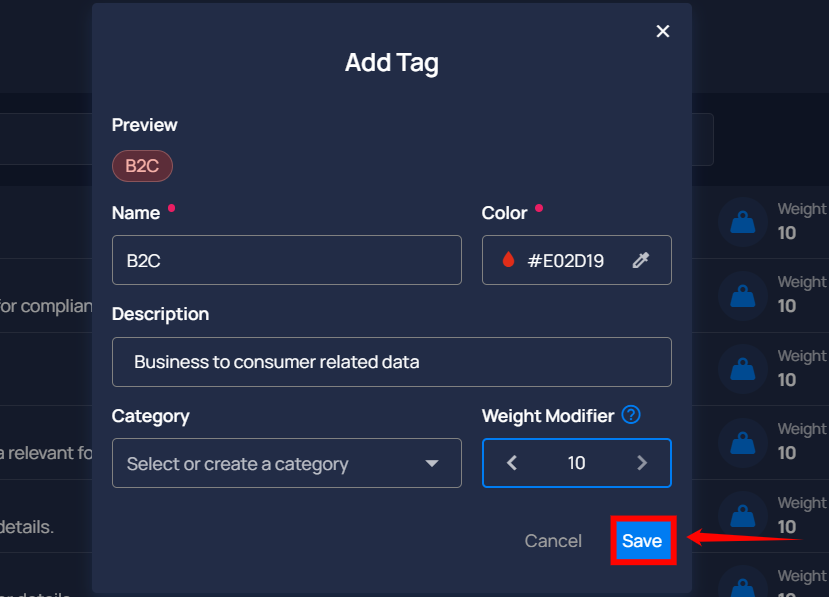 Add Tag
Preview
B2C
Name
Color
B2C
#E02D19
Description
Business to consumer related data
Category
Weight Modifier ?
Select or create a category
10
Cancel
Save
for complian
a relevant fo
details.
Weight
10
Weight
10
Weight
10
Weight
10
Weight
10
Weight